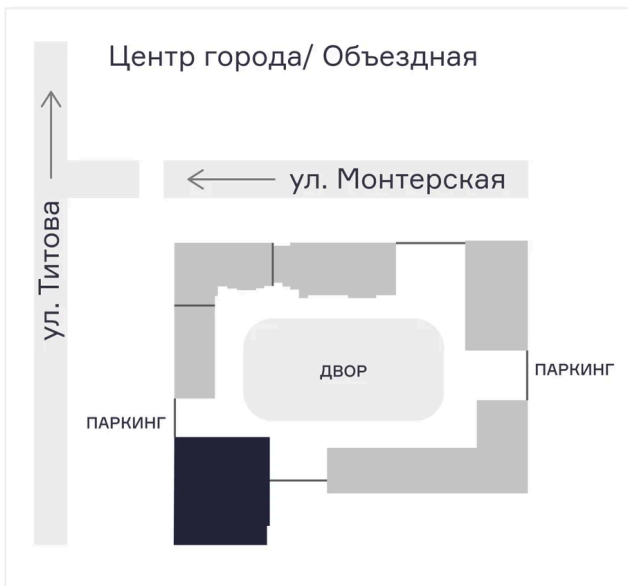 Центр города/ Объездная
ул. Монтерская
ул. Титова
ДВОР
ПАРКИНГ
ПАРКИНГ